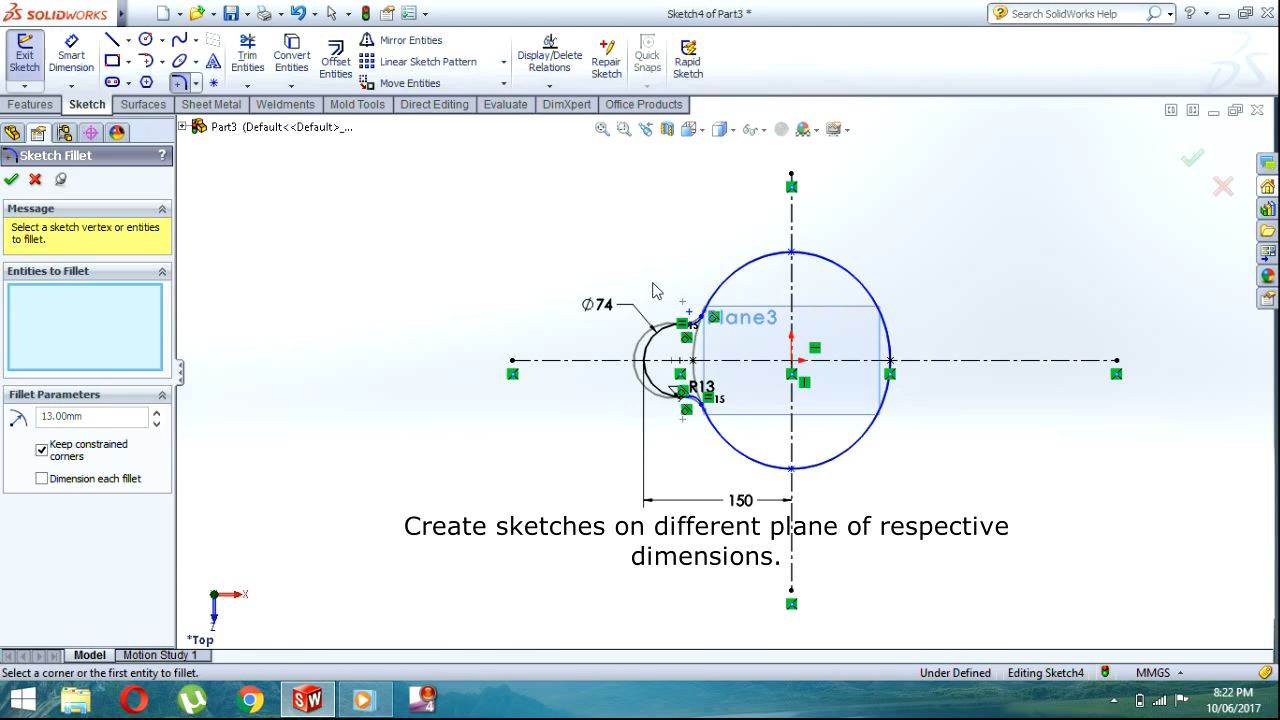 SOLIDWORKS
Sketch4 of Part3 *
Search SolidWorks Help
Exit Sketch
Smart Dimension
Trim Entities
Convert Entities
Offset Entities
Mirror Entities
Linear Sketch Pattern
Move Entities
Display/Delete Relations
Repair Sketch
Quick Snaps
Rapid Sketch
Features Sketch Surfaces Sheet Metal Weldments Mold Tools Direct Editing Evaluate DimXpert Office Products
Part3 (Default<<Default>_...
Sketch Fillet ?
Message
Select a sketch vertex or entities
to fillet.
Entities to Fillet
Fillet Parameters
13.00mm
Keep constrained
corners
Dimension each fillet
Ø74
Plane3
15
R13
15
150
Create sketches on different plane of respective
dimensions.
X
Z
*Top
Model Motion Study 1
Select a corner or the first entity to fillet. Under Defined Editing Sketch4 MMGS
8:22 PM
10/06/2017